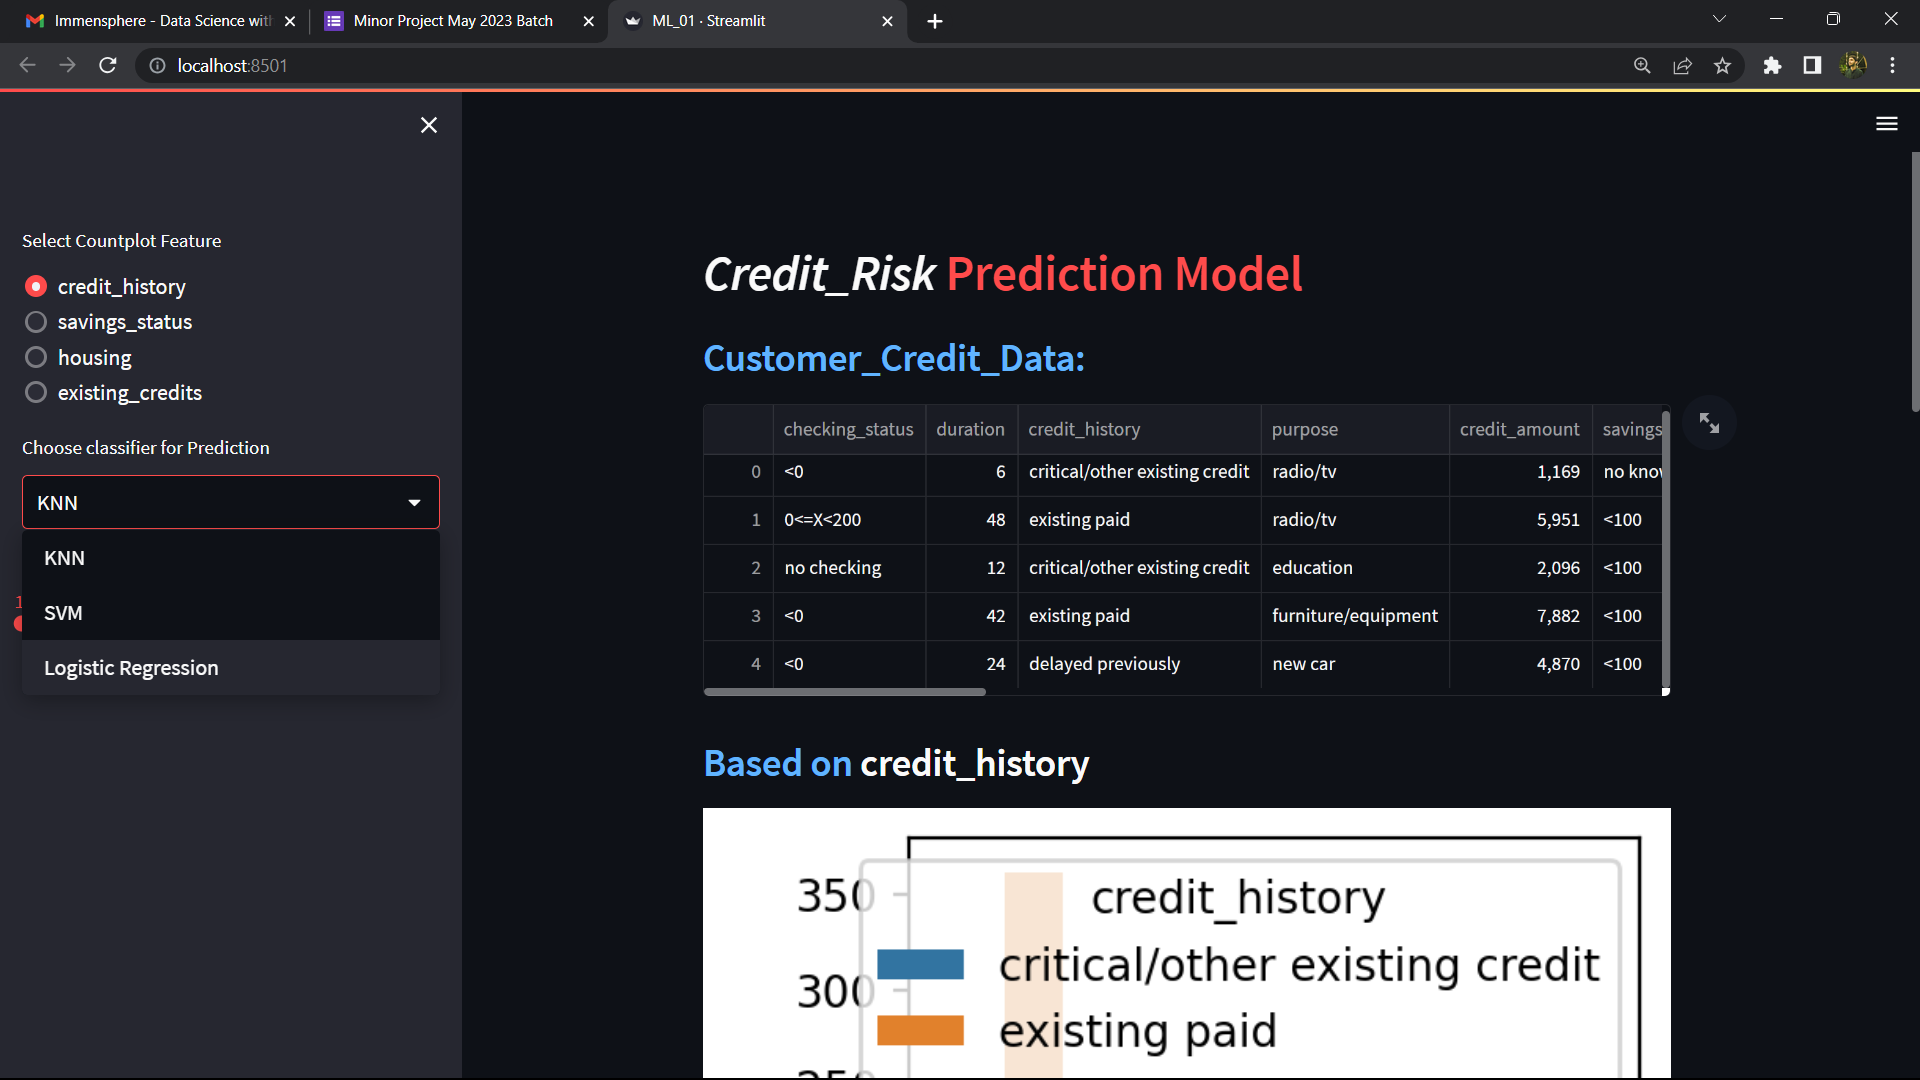 Immensphere - Data Science with
Minor Project May 2023 Batch
ML_01 · Streamlit
localhost:8501
Select Countplot Feature
credit_history
savings_status
housing
existing_credits
Choose classifier for Prediction
KNN
KNN
SVM
1
Logistic Regression
Credit_Risk Prediction Model
Customer_Credit_Data:
checking_status duration credit_history purpose credit_amount savings
0 <0 6 critical/other existing credit radio/tv 1,169 no know
1 0<=X<200 48 existing paid radio/tv 5,951 <100
2 no checking 12 critical/other existing credit education 2,096 <100
3 <0 42 existing paid furniture/equipment 7,882 <100
4 <0 24 delayed previously new car 4,870 <100
Based on credit_history
350
credit_history
critical/other existing credit
300
existing paid